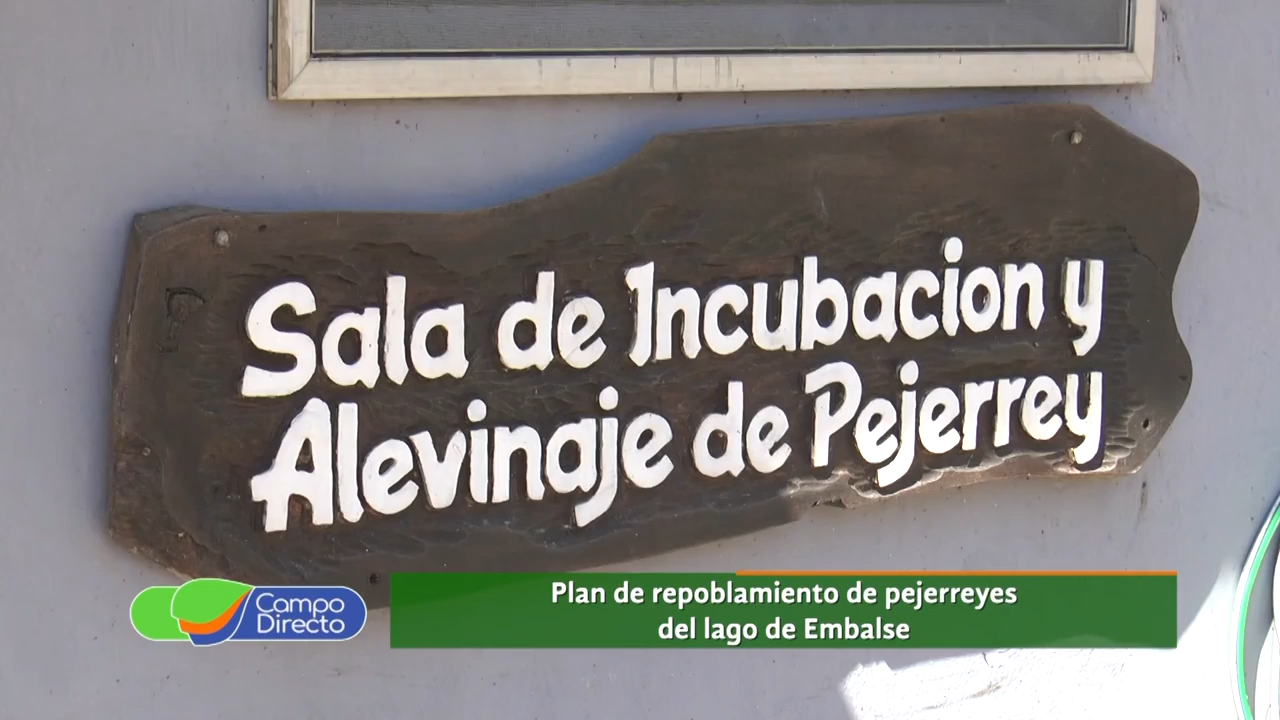 Sala de Incubacion y
Alevinaje de Pejerrey
Campo
Directo
Plan de repoblamiento de pejerreyes
del lago de Embalse